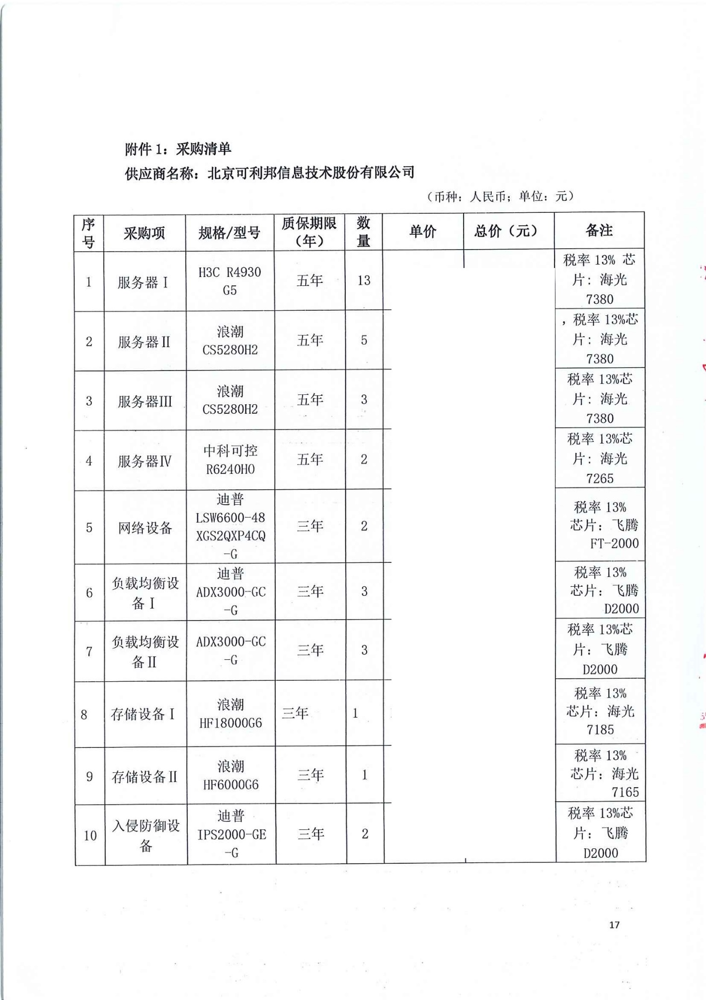 附件 1：采购清单
供应商名称：北京可利邦信息技术股份有限公司
（币种：人民币；单位：元）
序号 采购项 规格/型号 质保期限（年） 数量 单价 总价（元） 备注
1 服务器Ⅰ H3C R4930 G5 五年 13 税率 13% 芯片：海光 7380
2 服务器Ⅱ 浪潮 CS5280H2 五年 5 ，税率 13%芯片：海光 7380
3 服务器Ⅲ 浪潮 CS5280H2 五年 3 税率 13%芯片：海光 7380
4 服务器Ⅳ 中科可控 R6240H0 五年 2 税率 13%芯片：海光 7265
5 网络设备 迪普 LSW6600-48XGS2QXP4CQ-G 三年 2 税率 13% 芯片：飞腾 FT-2000
6 负载均衡设备Ⅰ 迪普 ADX3000-GC-G 三年 3 税率 13% 芯片：飞腾 D2000
7 负载均衡设备Ⅱ ADX3000-GC-G 三年 3 税率 13%芯片：飞腾 D2000
8 存储设备Ⅰ 浪潮 HF18000G6 三年 1 税率 13% 芯片：海光 7185
9 存储设备Ⅱ 浪潮 HF6000G6 三年 1 税率 13% 芯片：海光 7165
10 入侵防御设备 迪普 IPS2000-GE-G 三年 2 税率 13%芯片：飞腾 D2000
17